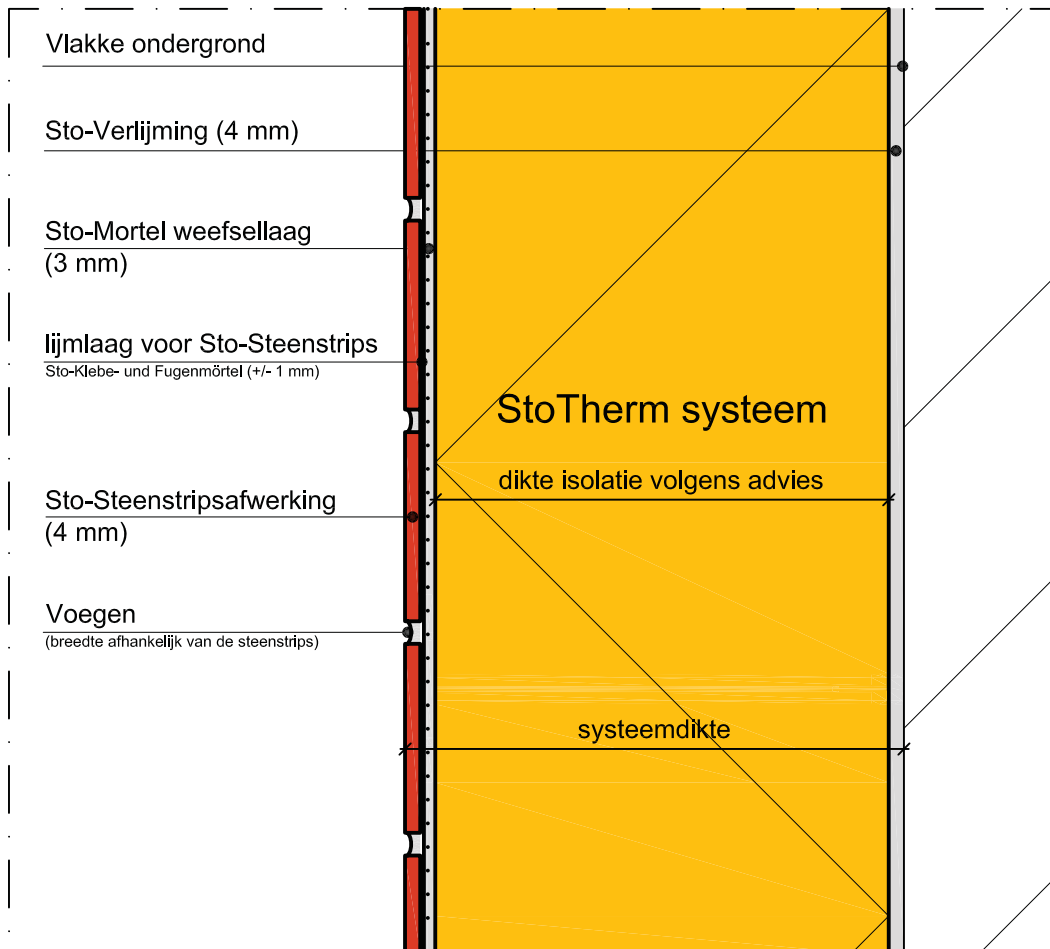 Vlakke ondergrond
Sto-Verlijming (4 mm)
Sto-Mortel weefsellaag
(3 mm)
lijmlaag voor Sto-Steenstrips
Sto-Klebe- und Fugenmörtel (+/- 1 mm)
StoTherm systeem
dikte isolatie volgens advies
Sto-Steenstripsafwerking
(4 mm)
Voegen
(breedte afhankelijk van de steenstrips)
systeemdikte